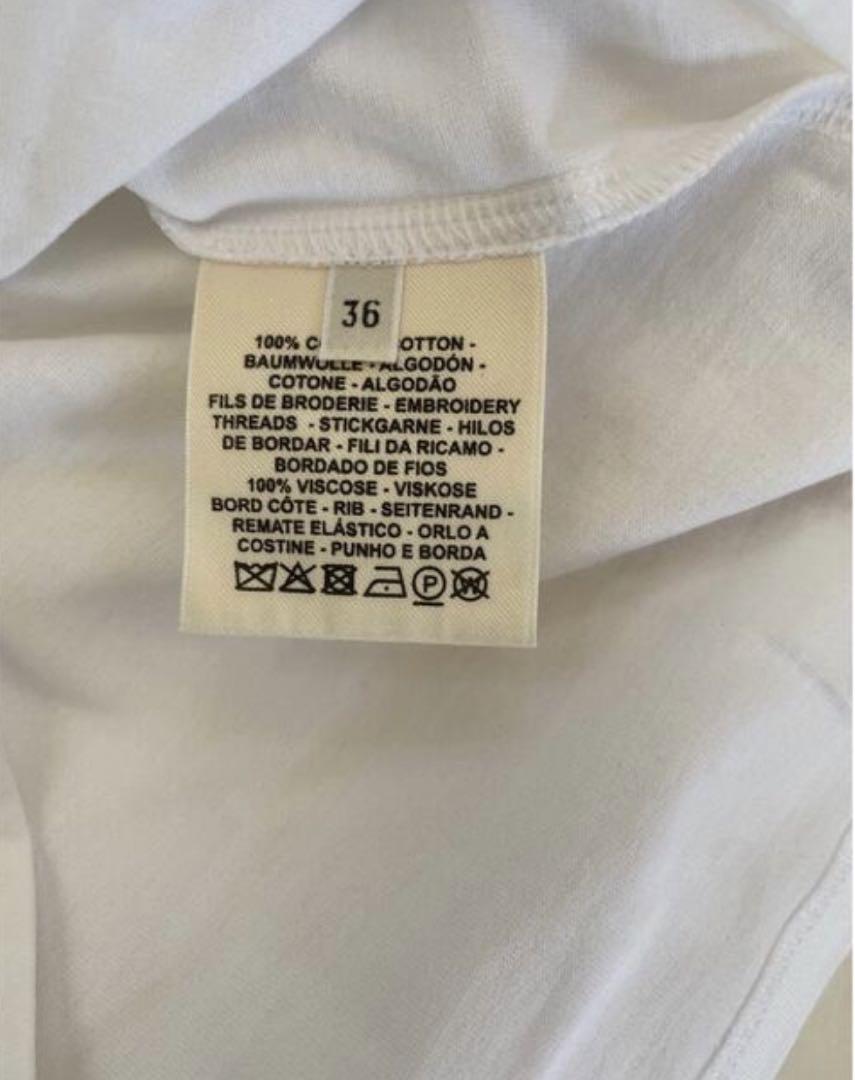 36
100% C OTTON -
BAUMWOLLE - ALGODÓN -
COTONE - ALGODÃO
FILS DE BRODERIE - EMBROIDERY
THREADS - STICKGARNE - HILOS
DE BORDAR - FILI DA RICAMO -
BORDADO DE FIOS
100% VISCOSE - VISKOSE
BORD CÔTE - RIB - SEITENRAND -
REMATE ELÁSTICO - ORLO A
COSTINE - PUNHO E BORDA
P W